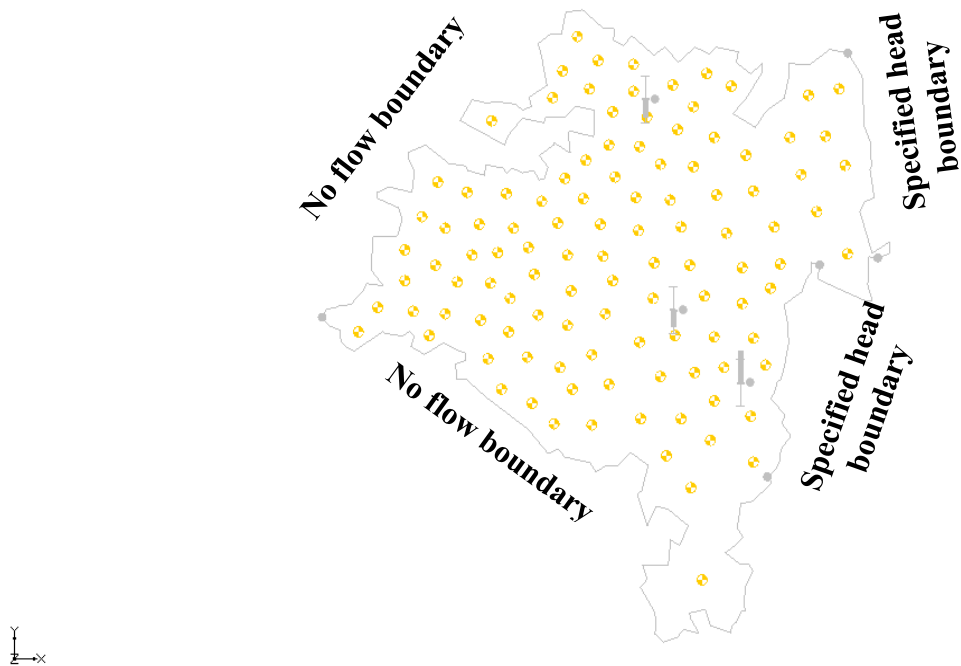 No flow boundary
Specified head
boundary
No flow boundary
Specified head
boundary
Y
Z
X